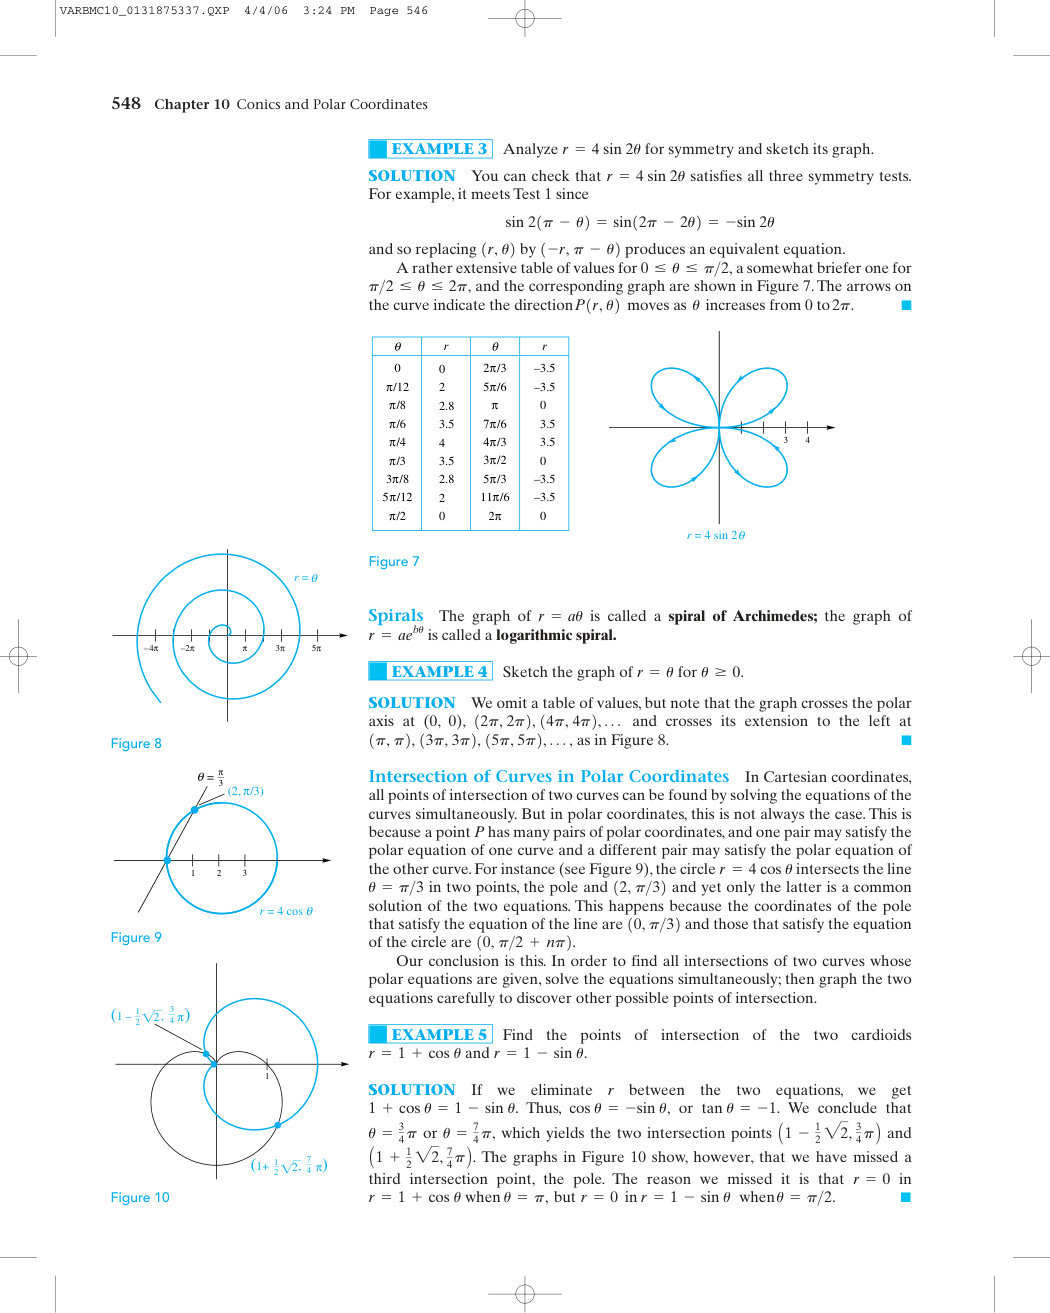 VARBMC10_0131875337.QXP 4/4/06 3:24 PM Page 546
548 Chapter 10 Conics and Polar Coordinates
EXAMPLE 3 Analyze r = 4 sin 2θ for symmetry and sketch its graph.
SOLUTION You can check that r = 4 sin 2θ satisfies all three symmetry tests.
For example, it meets Test 1 since
sin 2(π − θ) = sin(2π − 2θ) = −sin 2θ
and so replacing (r, θ) by (−r, π − θ) produces an equivalent equation.
A rather extensive table of values for 0 ≤ θ ≤ π/2, a somewhat briefer one for
π/2 ≤ θ ≤ 2π, and the corresponding graph are shown in Figure 7. The arrows on
the curve indicate the direction P(r, θ) moves as θ increases from 0 to 2π.
θ r θ r
0 0 2π/3 –3.5
π/12 2 5π/6 –3.5
π/8 2.8 π 0
π/6 3.5 7π/6 3.5
π/4 4 4π/3 3.5
π/3 3.5 3π/2 0
3π/8 2.8 5π/3 –3.5
5π/12 2 11π/6 –3.5
π/2 0 2π 0
3 4
r = 4 sin 2θ
Figure 7
r = θ
–4π –2π π 3π 5π
Figure 8
Spirals The graph of r = aθ is called a spiral of Archimedes; the graph of
r = ae^{bθ} is called a logarithmic spiral.
EXAMPLE 4 Sketch the graph of r = θ for θ ≥ 0.
SOLUTION We omit a table of values, but note that the graph crosses the polar
axis at (0, 0), (2π, 2π), (4π, 4π), . . . and crosses its extension to the left at
(π, π), (3π, 3π), (5π, 5π), . . . , as in Figure 8.
θ = π/3
(2, π/3)
1 2 3
r = 4 cos θ
Figure 9
Intersection of Curves in Polar Coordinates In Cartesian coordinates,
all points of intersection of two curves can be found by solving the equations of the
curves simultaneously. But in polar coordinates, this is not always the case. This is
because a point P has many pairs of polar coordinates, and one pair may satisfy the
polar equation of one curve and a different pair may satisfy the polar equation of
the other curve. For instance (see Figure 9), the circle r = 4 cos θ intersects the line
θ = π/3 in two points, the pole and (2, π/3) and yet only the latter is a common
solution of the two equations. This happens because the coordinates of the pole
that satisfy the equation of the line are (0, π/3) and those that satisfy the equation
of the circle are (0, π/2 + nπ).
Our conclusion is this. In order to find all intersections of two curves whose
polar equations are given, solve the equations simultaneously; then graph the two
equations carefully to discover other possible points of intersection.
(1 – 1/2 √2, 3/4 π)
1
(1+ 1/2 √2, 7/4 π)
Figure 10
EXAMPLE 5 Find the points of intersection of the two cardioids
r = 1 + cos θ and r = 1 − sin θ.
SOLUTION If we eliminate r between the two equations, we get
1 + cos θ = 1 − sin θ. Thus, cos θ = −sin θ, or tan θ = −1. We conclude that
θ = 3/4 π or θ = 7/4 π, which yields the two intersection points (1 − 1/2 √2, 3/4 π) and
(1 + 1/2 √2, 7/4 π). The graphs in Figure 10 show, however, that we have missed a
third intersection point, the pole. The reason we missed it is that r = 0 in
r = 1 + cos θ when θ = π, but r = 0 in r = 1 − sin θ when θ = π/2.